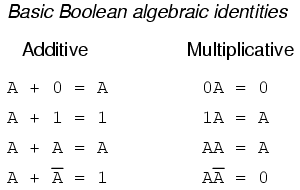 Basic Boolean algebraic identities
Additive Multiplicative
A + 0 = A 0A = 0
A + 1 = 1 1A = A
A + A = A AA = A
A + A̅ = 1 AA̅ = 0